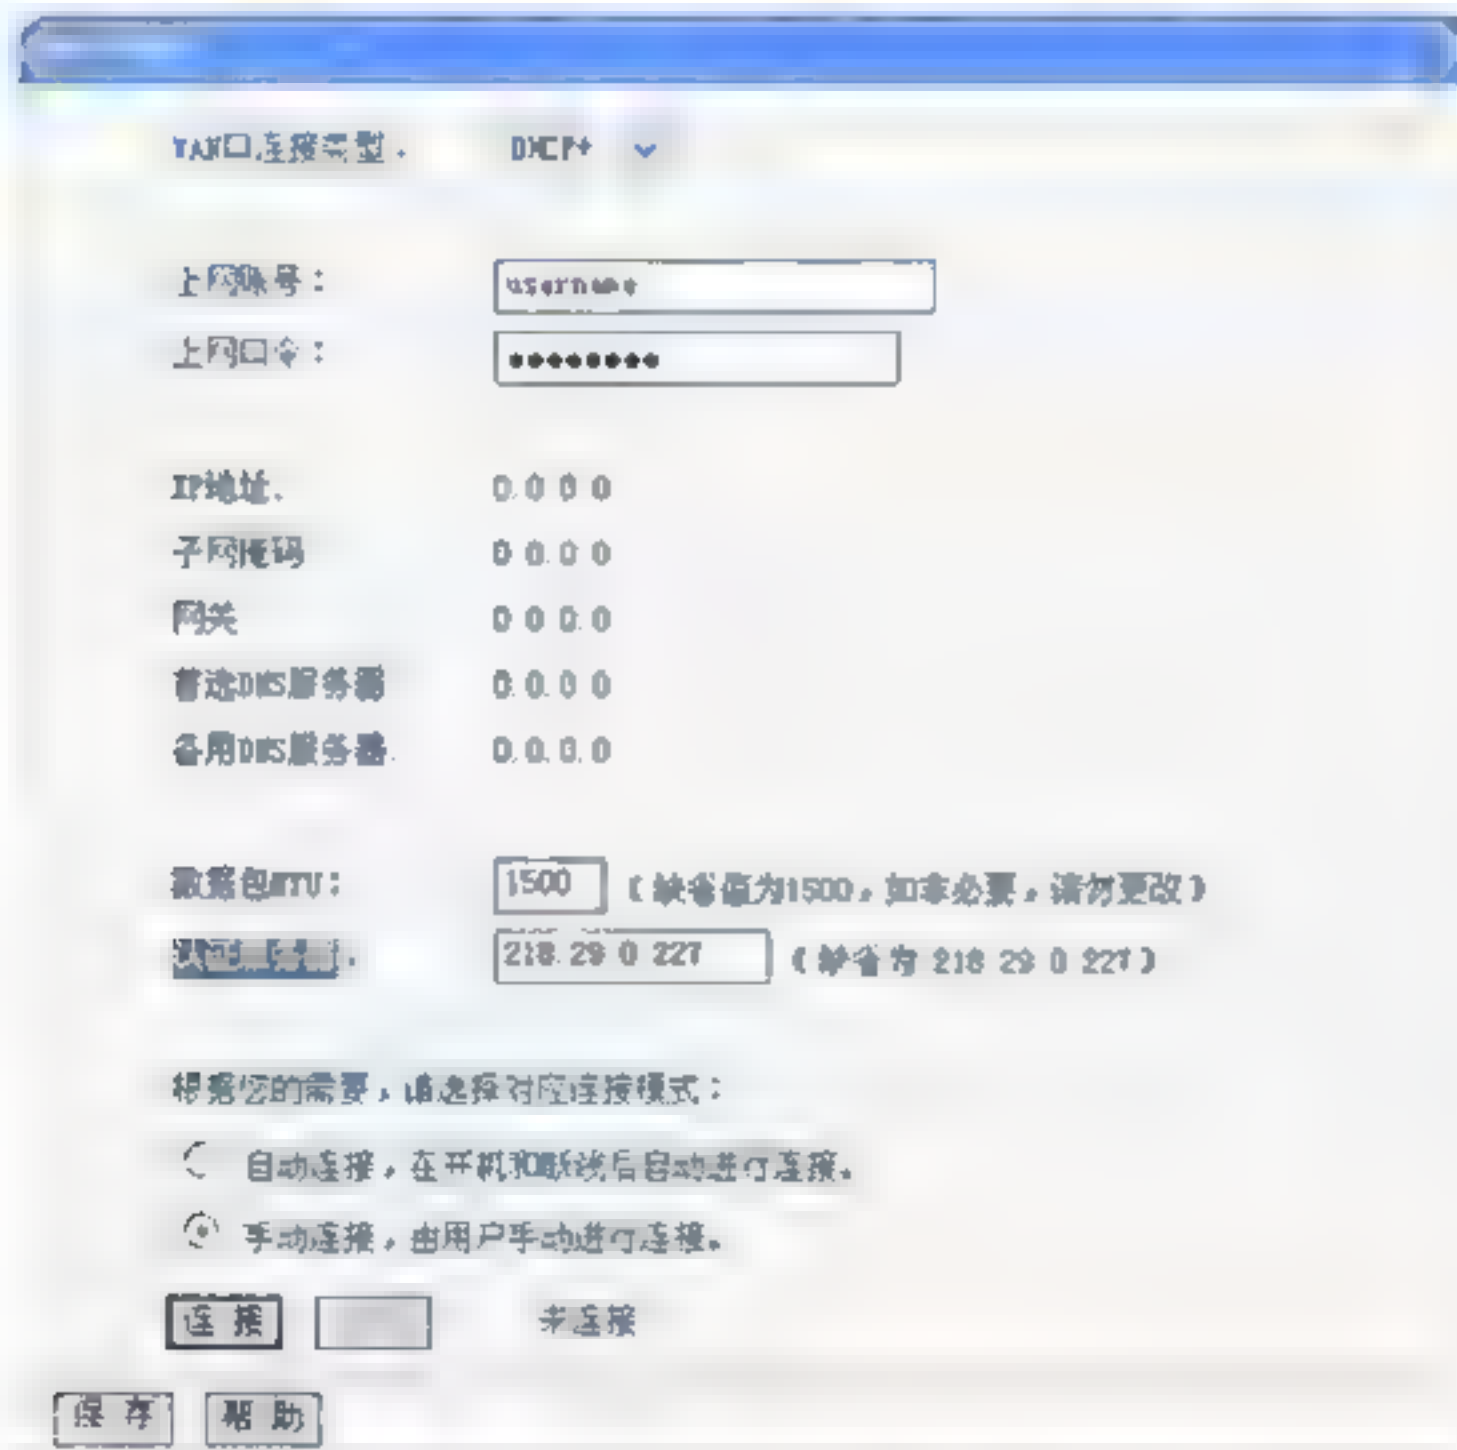 WAN口连接类型: DHCP+
上网账号: username
上网口令: ●●●●●●●●
IP地址: 0.0.0.0
子网掩码 0.0.0.0
网关 0.0.0.0
首选DNS服务器 0.0.0.0
备用DNS服务器: 0.0.0.0
数据包MTU: 1500 (缺省值为1500，如非必要，请勿更改)
认证服务器: 218.29.0.227 (缺省为 218.29.0.227)
根据您的需要，请选择对应连接模式:
自动连接，在开机和断线后自动进行连接。
手动连接，由用户手动进行连接。
连 接 未连接
保 存 帮 助